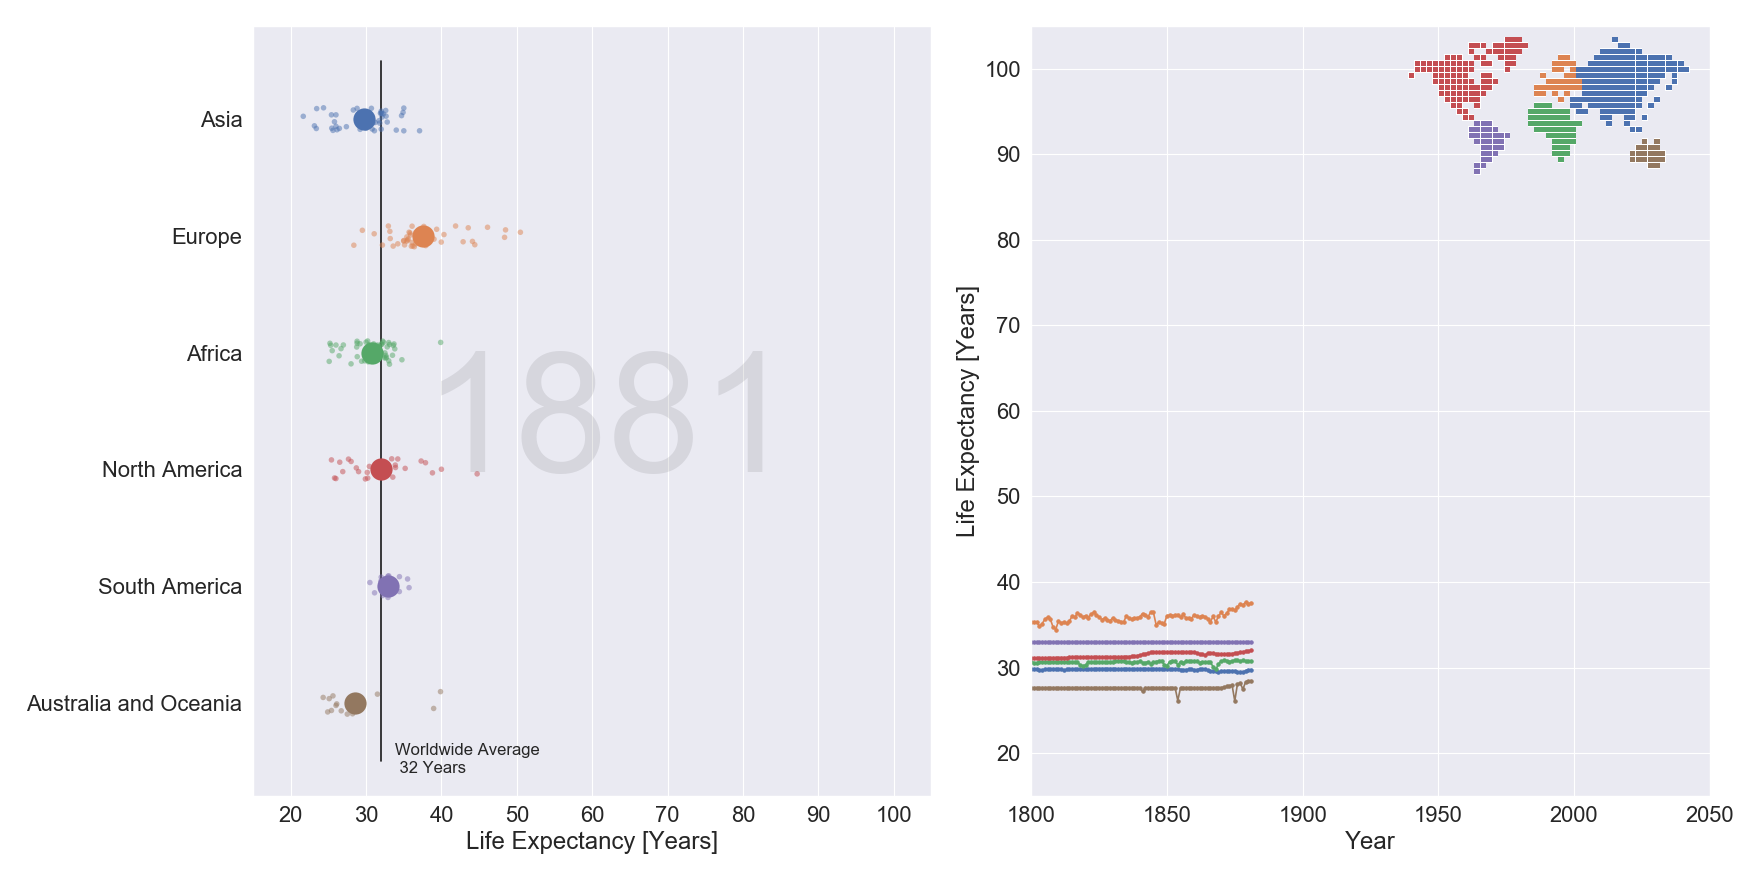 Asia
Europe
Africa
North America
South America
Australia and Oceania
1881
Worldwide Average
32 Years
20 30 40 50 60 70 80 90 100
Life Expectancy [Years]
Life Expectancy [Years]
100
90
80
70
60
50
40
30
20
1800 1850 1900 1950 2000 2050
Year